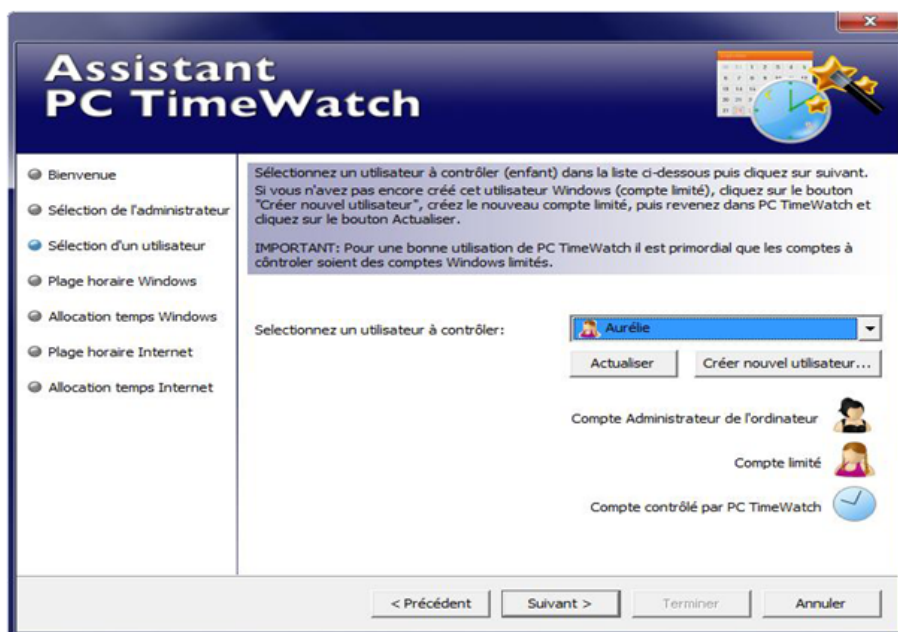 Assistant
PC TimeWatch
Bienvenue
Sélection de l'administrateur
Sélection d'un utilisateur
Plage horaire Windows
Allocation temps Windows
Plage horaire Internet
Allocation temps Internet
Sélectionnez un utilisateur à contrôler (enfant) dans la liste ci-dessous puis cliquez sur suivant.
Si vous n'avez pas encore créé cet utilisateur Windows (compte limité), cliquez sur le bouton
"Créer nouvel utilisateur", créez le nouveau compte limité, puis revenez dans PC TimeWatch et
cliquez sur le bouton Actualiser.
IMPORTANT: Pour une bonne utilisation de PC TimeWatch il est primordial que les comptes à
côntroler soient des comptes Windows limités.
Selectionnez un utilisateur à contrôler:
Aurélie
Actualiser
Créer nouvel utilisateur...
Compte Administrateur de l'ordinateur
Compte limité
Compte contrôlé par PC TimeWatch
< Précédent
Suivant >
Terminer
Annuler